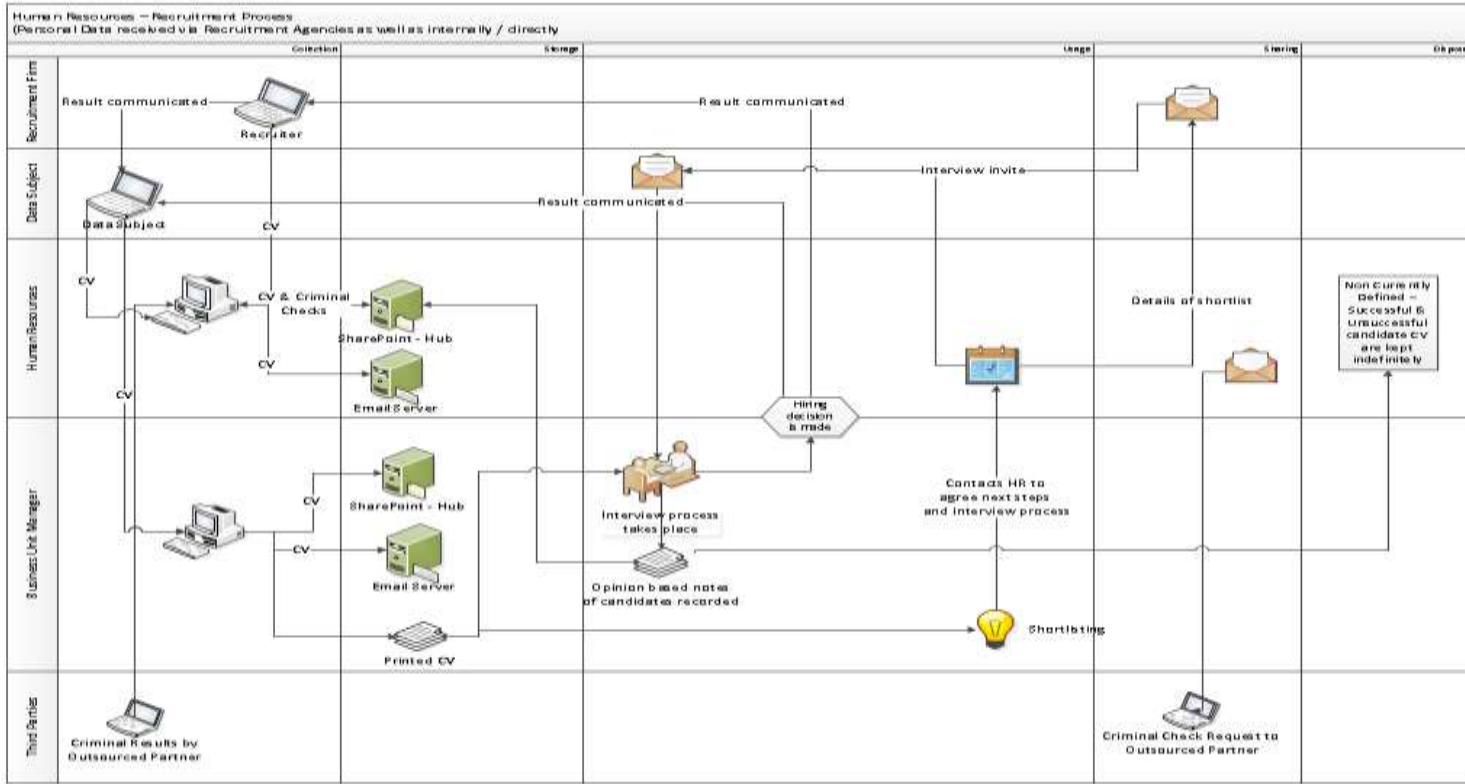 Human Resources – Recruitment Process
(Personal Data received via Recruitment Agencies as well as internally / directly
Collection
Storage
Usage
Sharing
Recruitment Firm
Result communicated
Recruiter
Result communicated
Data Subject
Data Subject
CV
Result communicated
Interview invite
Human Resources
CV
CV & Criminal
Checks
SharePoint - Hub
CV
Email Server
Details of shortlist
Non Currently
Defined –
Successful &
Unsuccessful
candidate CV
are kept
indefinitely
CV
Hiring
decision
is made
Business Unit Manager
CV
SharePoint - Hub
CV
Email Server
Printed CV
Interview process
takes place
Opinion based notes
of candidates recorded
Contacts HR to
agree next steps
and interview process
Shortlisting
Third Parties
Criminal Results by
Outsourced Partner
Criminal Check Request to
Outsourced Partner